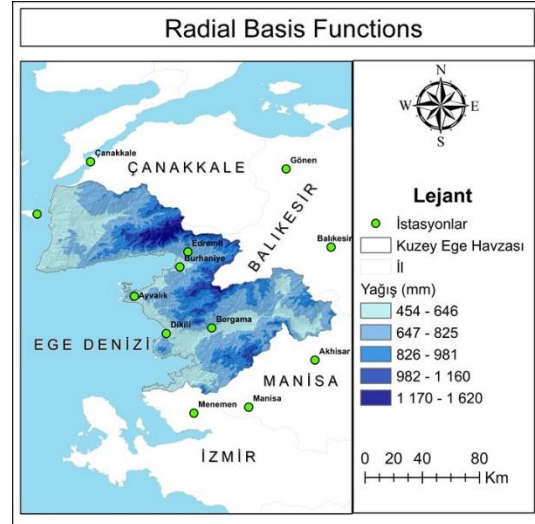 Radial Basis Functions
Çanakkale
ÇANAKKALE
Gönen
BALIKESİR
Balıkesir
Edremit
Burhaniye
Ayvalık
Dikili
Borgama
EGE DENİZİ
Akhisar
MANİSA
Manisa
Menemen
İZMİR
N
W
E
S
Lejant
İstasyonlar
Kuzey Ege Havzası
İl
Yağış (mm)
454 - 646
647 - 825
826 - 981
982 - 1 160
1 170 - 1 620
0 20 40 80
Km